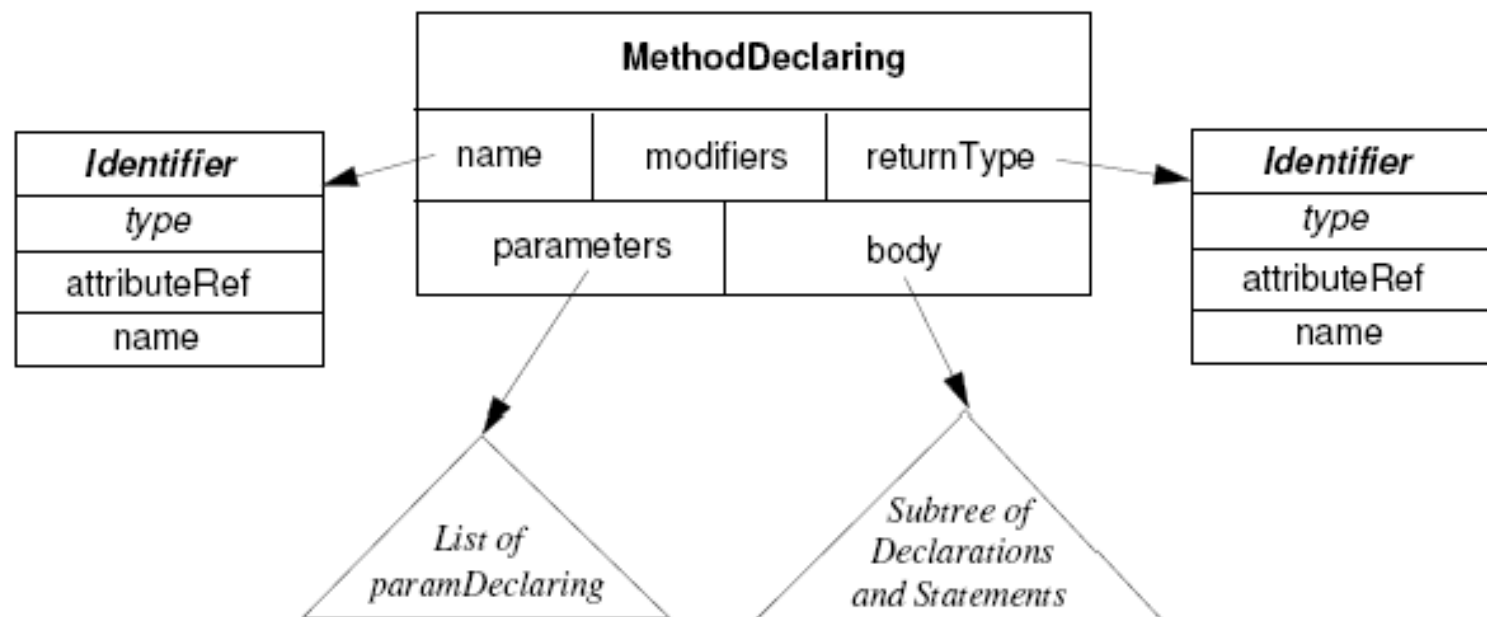 MethodDeclaring
name modifiers returnType
parameters body
Identifier
type
attributeRef
name
Identifier
type
attributeRef
name
List of
paramDeclaring
Subtree of
Declarations
and Statements